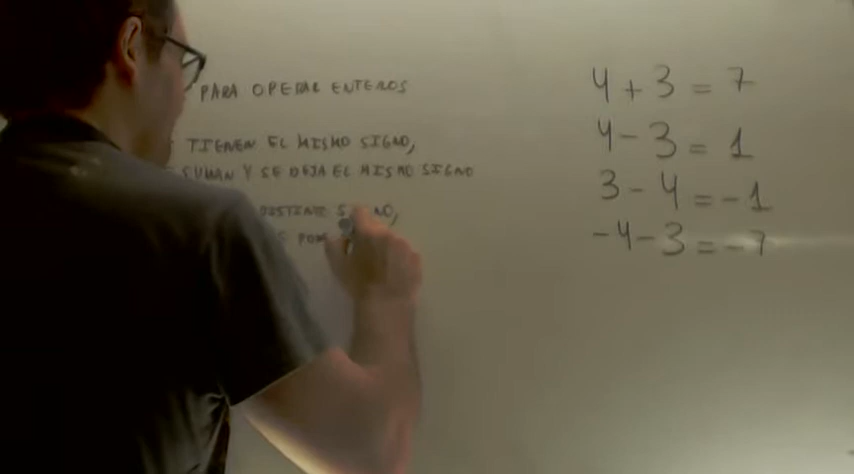 PARA OPERAR ENTEROS
TIENEN EL MISMO SIGNO,
SUMAN Y SE DEJA EL MISMO SIGNO
4 + 3 = 7
4 - 3 = 1
3 - 4 = -1
-4 - 3 = -7